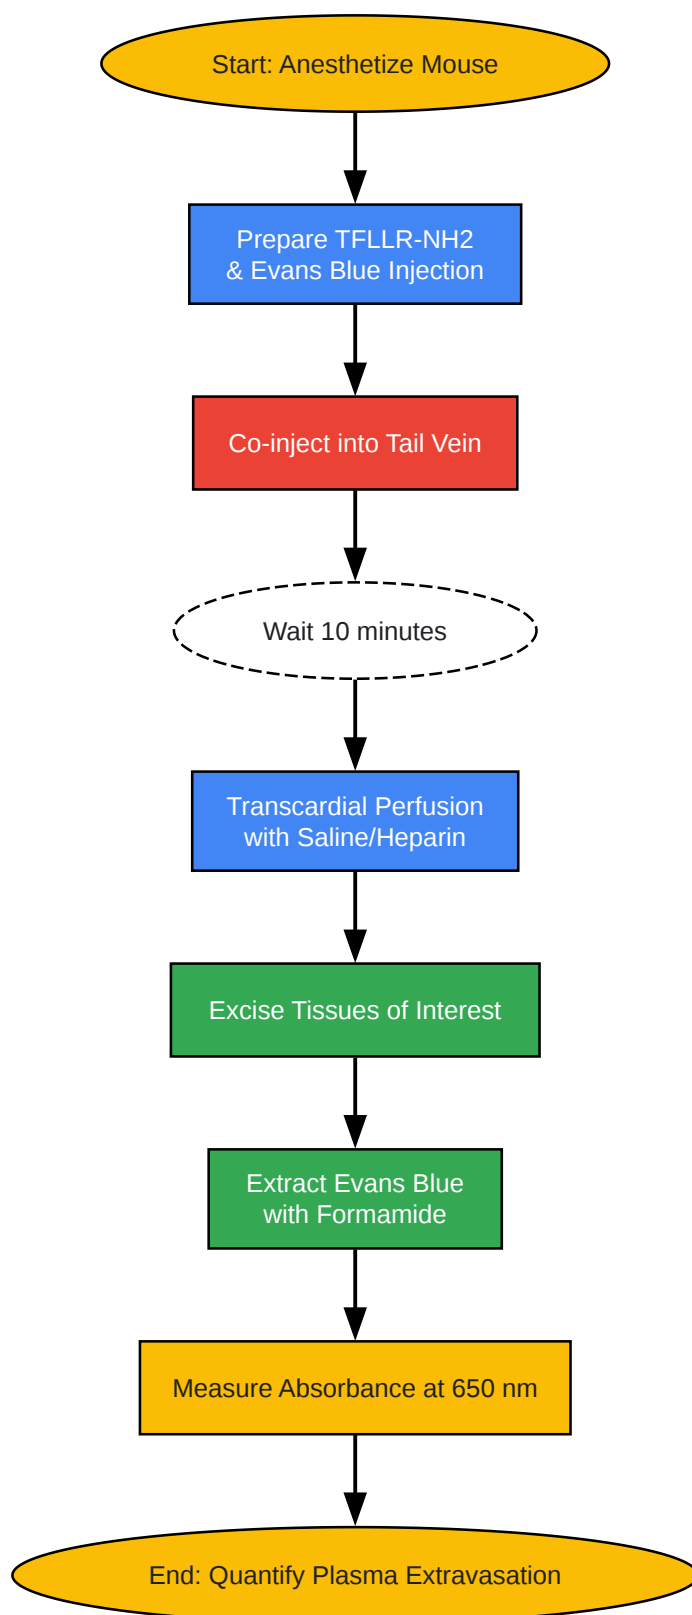 Start: Anesthetize Mouse
Prepare TFLLR-NH2
& Evans Blue Injection
Co-inject into Tail Vein
Wait 10 minutes
Transcardial Perfusion
with Saline/Heparin
Excise Tissues of Interest
Extract Evans Blue
with Formamide
Measure Absorbance at 650 nm
End: Quantify Plasma Extravasation